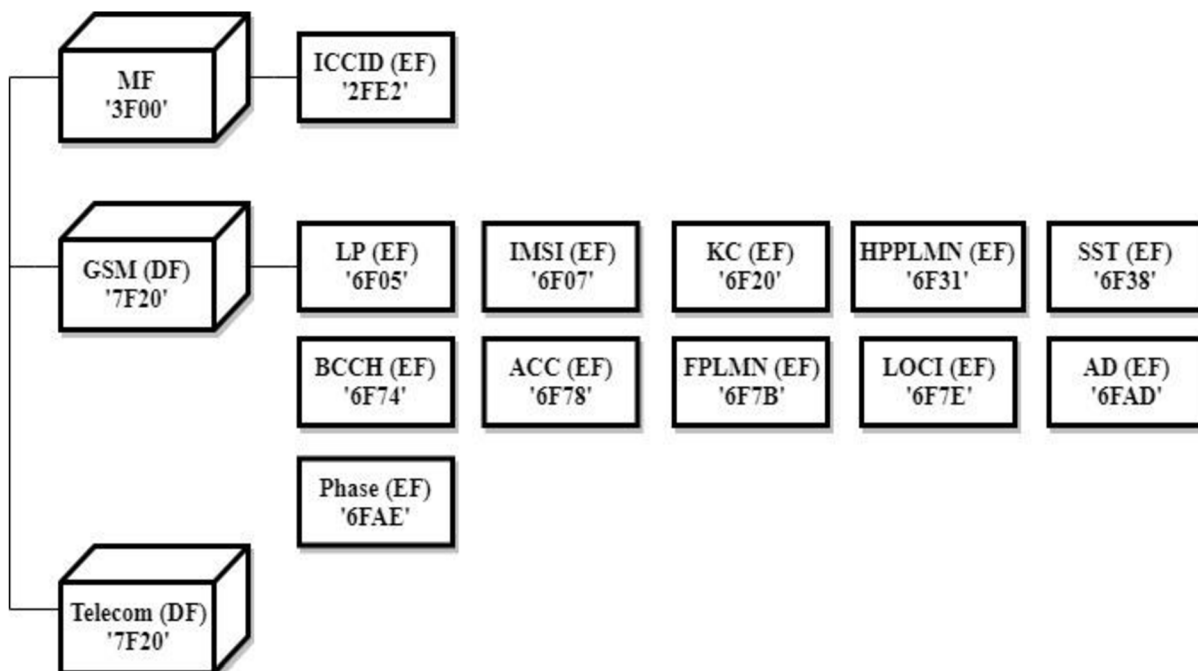 MF
'3F00'
ICCID (EF)
'2FE2'
GSM (DF)
'7F20'
LP (EF)
'6F05'
IMSI (EF)
'6F07'
KC (EF)
'6F20'
HPPLMN (EF)
'6F31'
SST (EF)
'6F38'
BCCH (EF)
'6F74'
ACC (EF)
'6F78'
FPLMN (EF)
'6F7B'
LOCI (EF)
'6F7E'
AD (EF)
'6FAD'
Phase (EF)
'6FAE'
Telecom (DF)
'7F20'